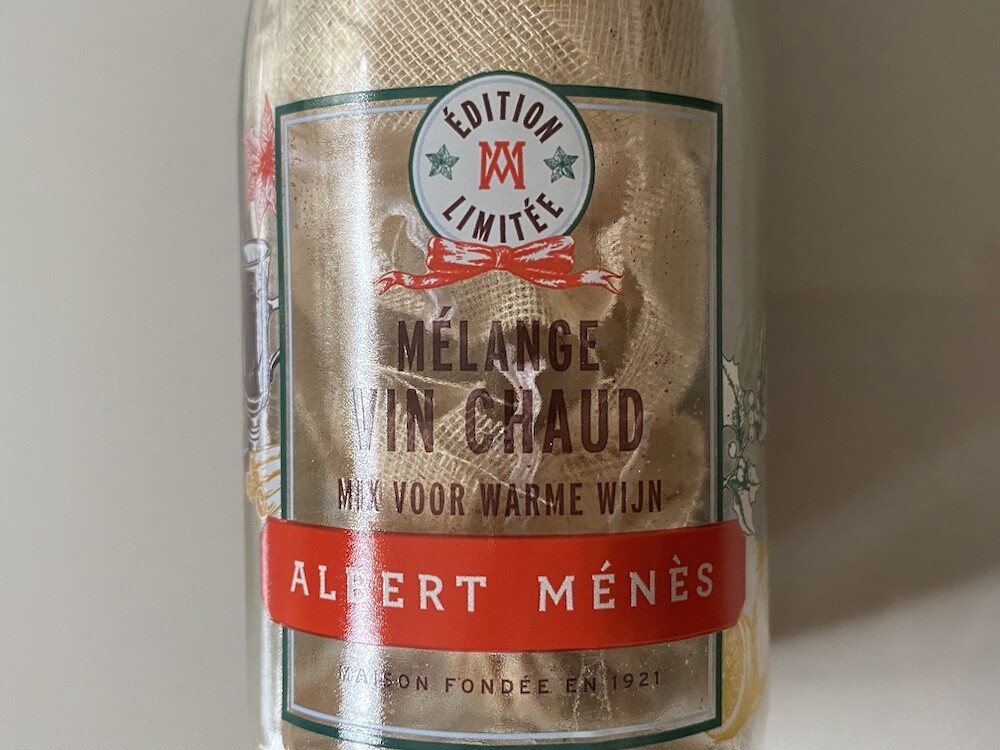 ÉDITION
AM
LIMITÉE
MÉLANGE
VIN CHAUD
MIX VOOR WARME WIJN
ALBERT MÉNÈS
MAISON FONDÉE EN 1921